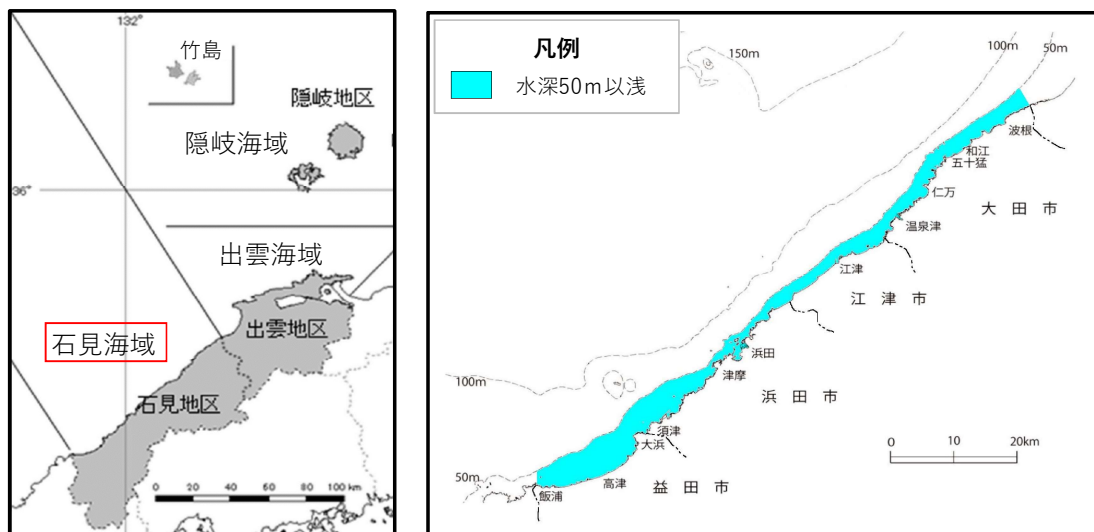 132°
竹島
隠岐地区
隠岐海域
36°
出雲海域
出雲地区
石見海域
石見地区
0 20 40 60 80 100 km
凡例
水深50m以浅
150m
100m
50m
波根
和江
五十猛
仁万
大田市
温泉津
江津
江津市
浜田
津摩
100m
浜田市
須津
大浜
0 10 20km
50m
高津
飯浦
益田市